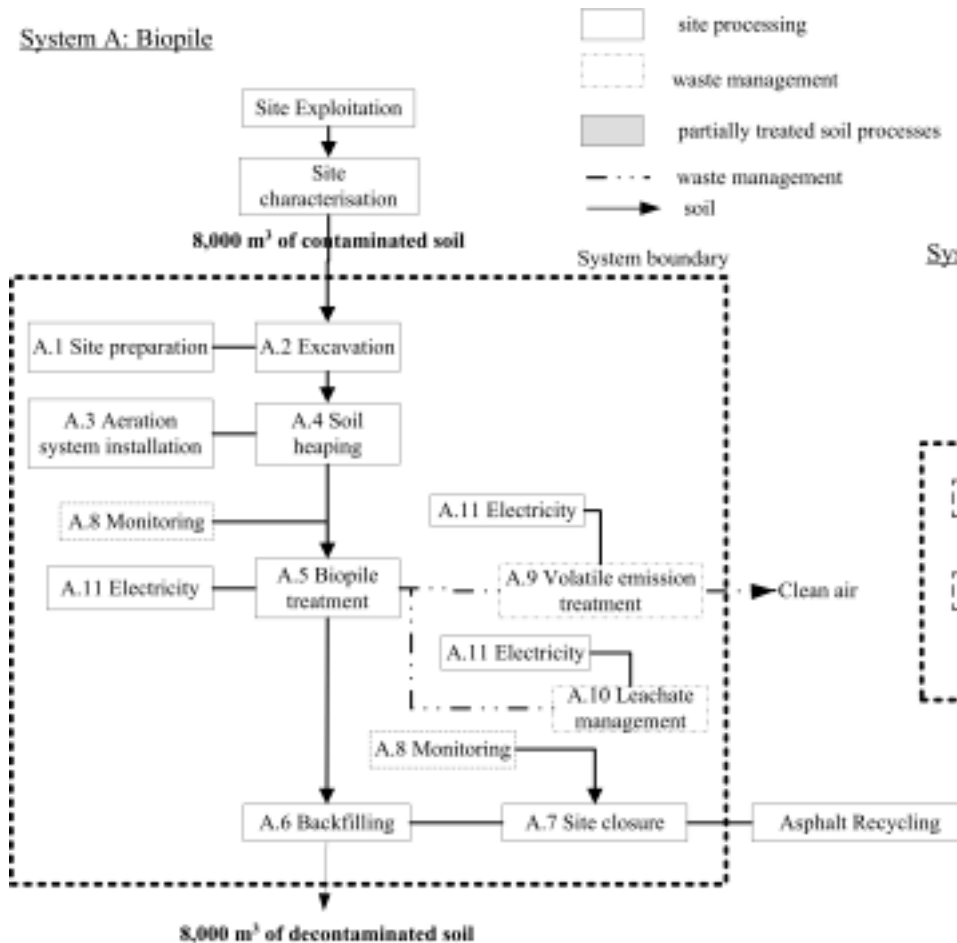 System A: Biopile
site processing
waste management
partially treated soil processes
waste management
soil
Site Exploitation
Site
characterisation
8,000 m³ of contaminated soil
System boundary
Sy
A.1 Site preparation
A.2 Excavation
A.3 Aeration
system installation
A.4 Soil
heaping
A.8 Monitoring
A.11 Electricity
A.11 Electricity
A.5 Biopile
treatment
A.9 Volatile emission
treatment
Clean air
A.11 Electricity
A.10 Leachate
management
A.8 Monitoring
A.6 Backfilling
A.7 Site closure
Asphalt Recycling
8,000 m³ of decontaminated soil